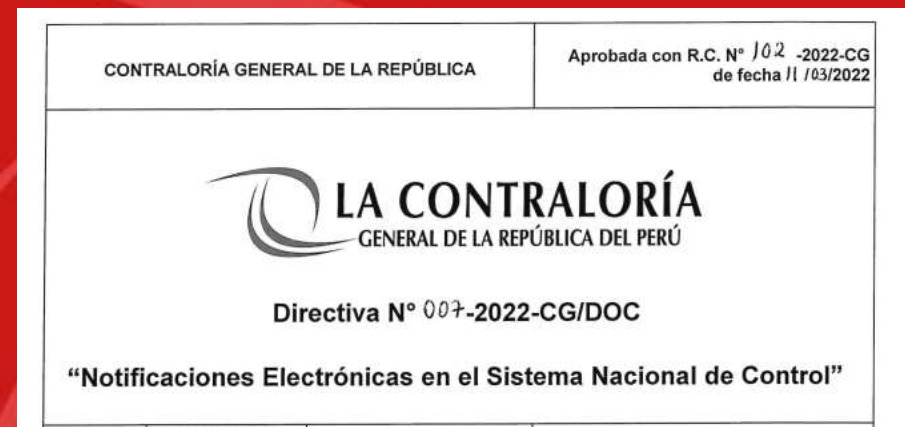 CONTRALORÍA GENERAL DE LA REPÚBLICA
Aprobada con R.C. N° 102 -2022-CG
de fecha 11 /03/2022
LA CONTRALORÍA
GENERAL DE LA REPÚBLICA DEL PERÚ
Directiva N° 007-2022-CG/DOC
“Notificaciones Electrónicas en el Sistema Nacional de Control”